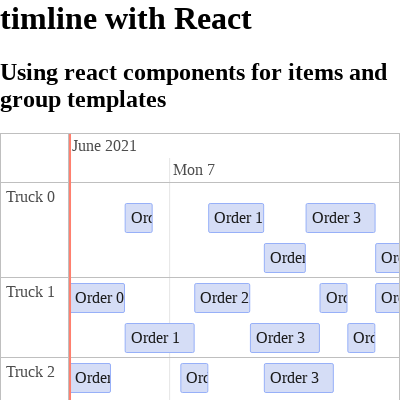 timline with React
Using react components for items and
group templates
June 2021
Mon 7
Truck 0
Orc
Order 1
Order 3
Order
Or
Truck 1
Order 0
Order 2
Orc
Or
Order 1
Order 3
Orc
Truck 2
Order
Orc
Order 3